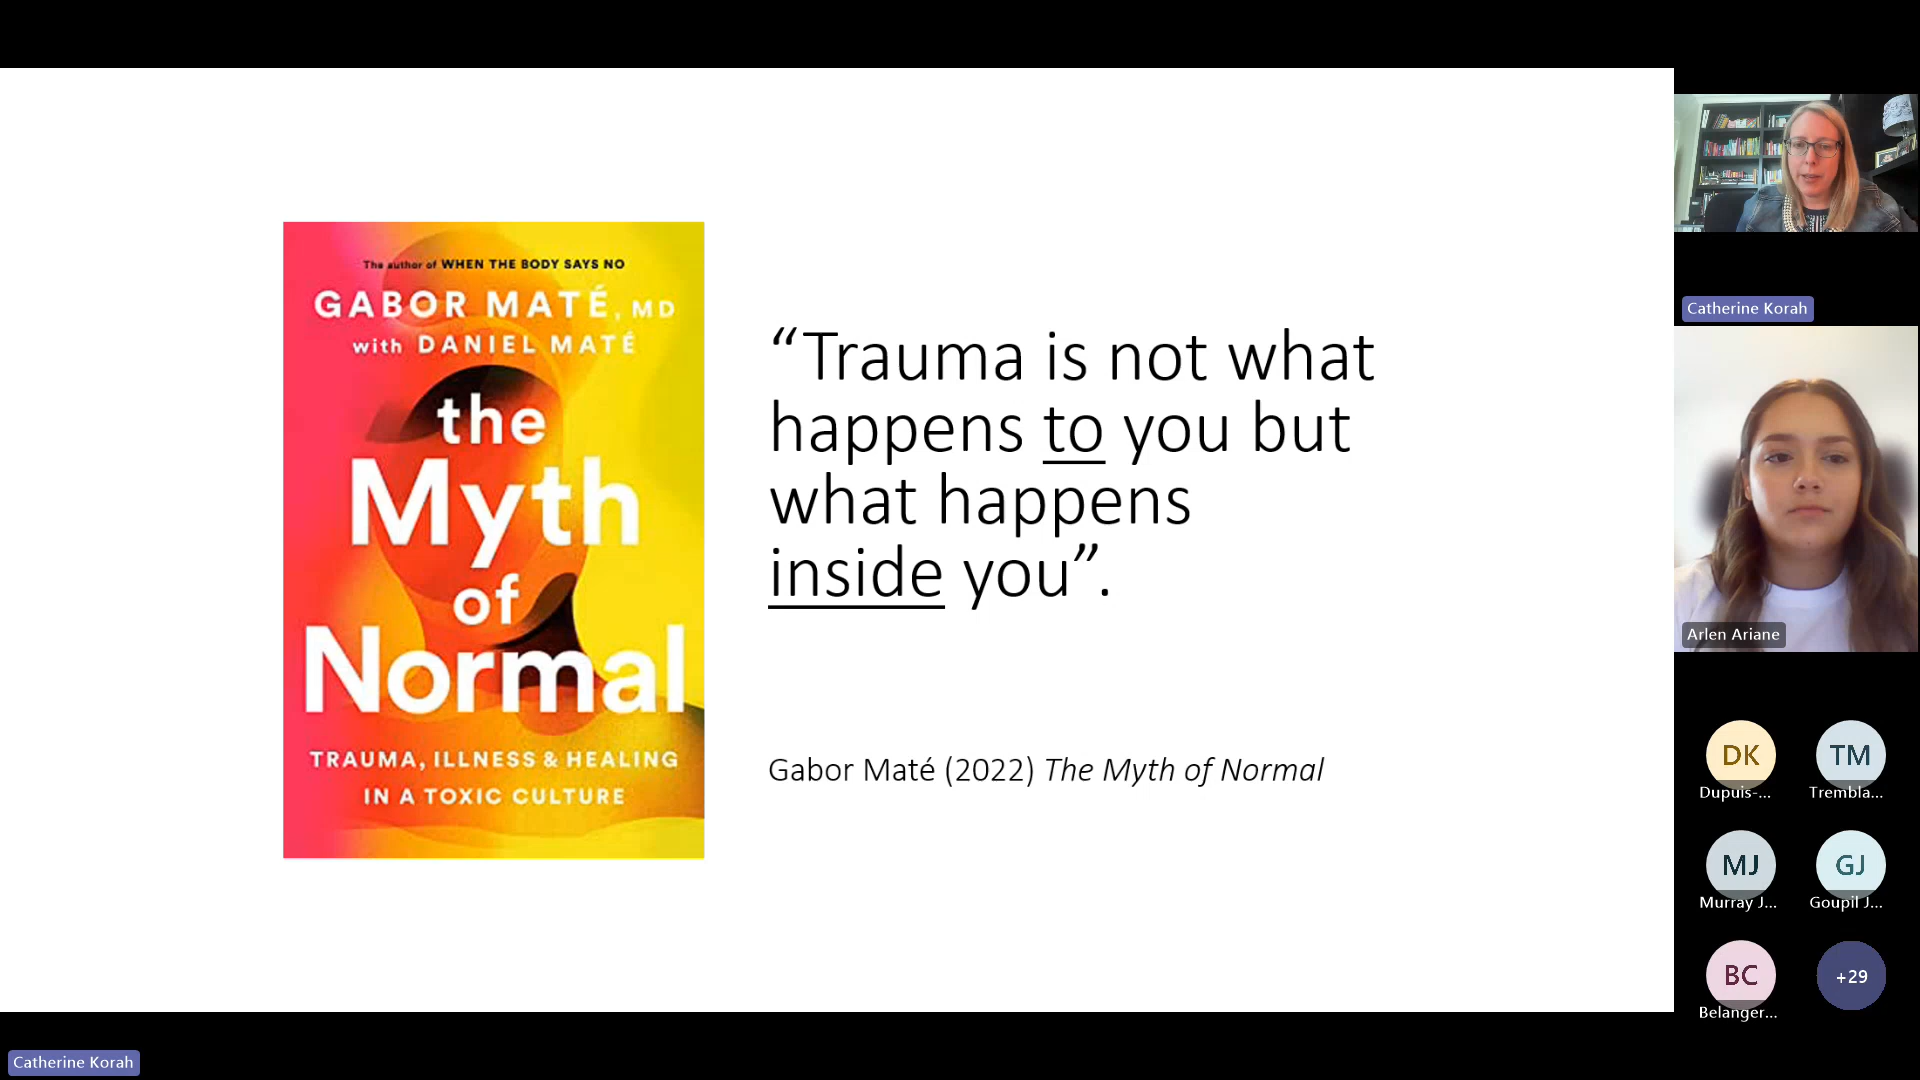 The author of WHEN THE BODY SAYS NO
GABOR MATÉ, MD
with DANIEL MATÉ
the
Myth
of
Normal
TRAUMA, ILLNESS & HEALING
IN A TOXIC CULTURE
“Trauma is not what
happens to you but
what happens
inside you”.
Gabor Maté (2022) The Myth of Normal
Catherine Korah
Arlen Ariane
DK
TM
Dupuis-...
Trembla...
MJ
GJ
Murray J...
Goupil J...
BC
+29
Belanger...
Catherine Korah